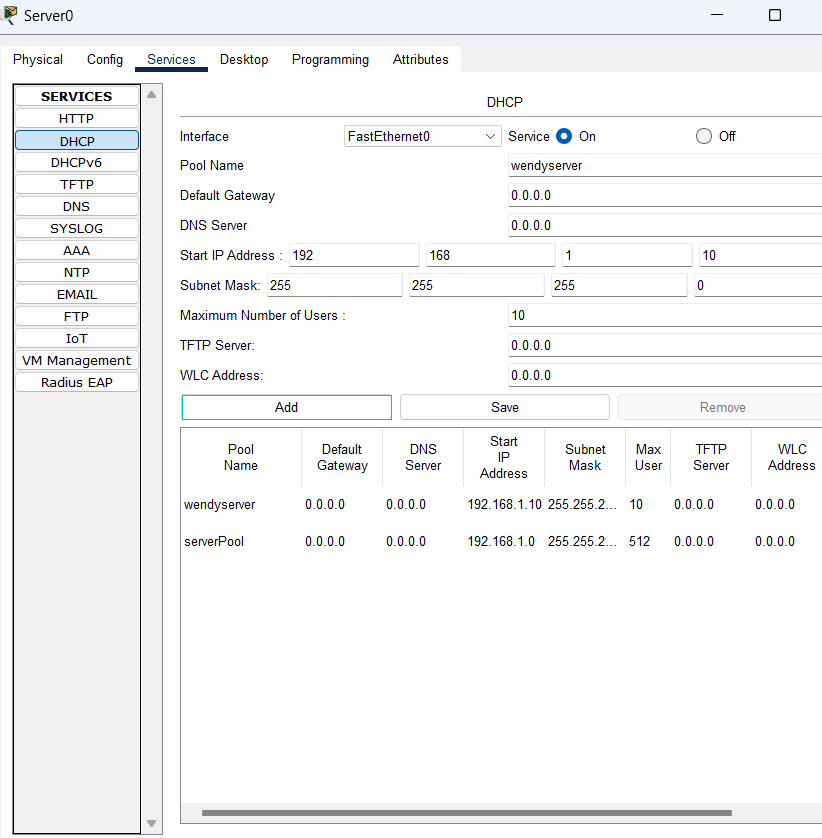 Server0
Physical Config Services Desktop Programming Attributes
SERVICES
HTTP
DHCP
DHCPv6
TFTP
DNS
SYSLOG
AAA
NTP
EMAIL
FTP
IoT
VM Management
Radius EAP
DHCP
Interface FastEthernet0 Service On Off
Pool Name wendyserver
Default Gateway 0.0.0.0
DNS Server 0.0.0.0
Start IP Address : 192 168 1 10
Subnet Mask: 255 255 255 0
Maximum Number of Users : 10
TFTP Server: 0.0.0.0
WLC Address: 0.0.0.0
Add Save Remove
Pool Name Default Gateway DNS Server Start IP Address Subnet Mask Max User TFTP Server WLC Address
wendyserver 0.0.0.0 0.0.0.0 192.168.1.10 255.255.2... 10 0.0.0.0 0.0.0.0
serverPool 0.0.0.0 0.0.0.0 192.168.1.0 255.255.2... 512 0.0.0.0 0.0.0.0